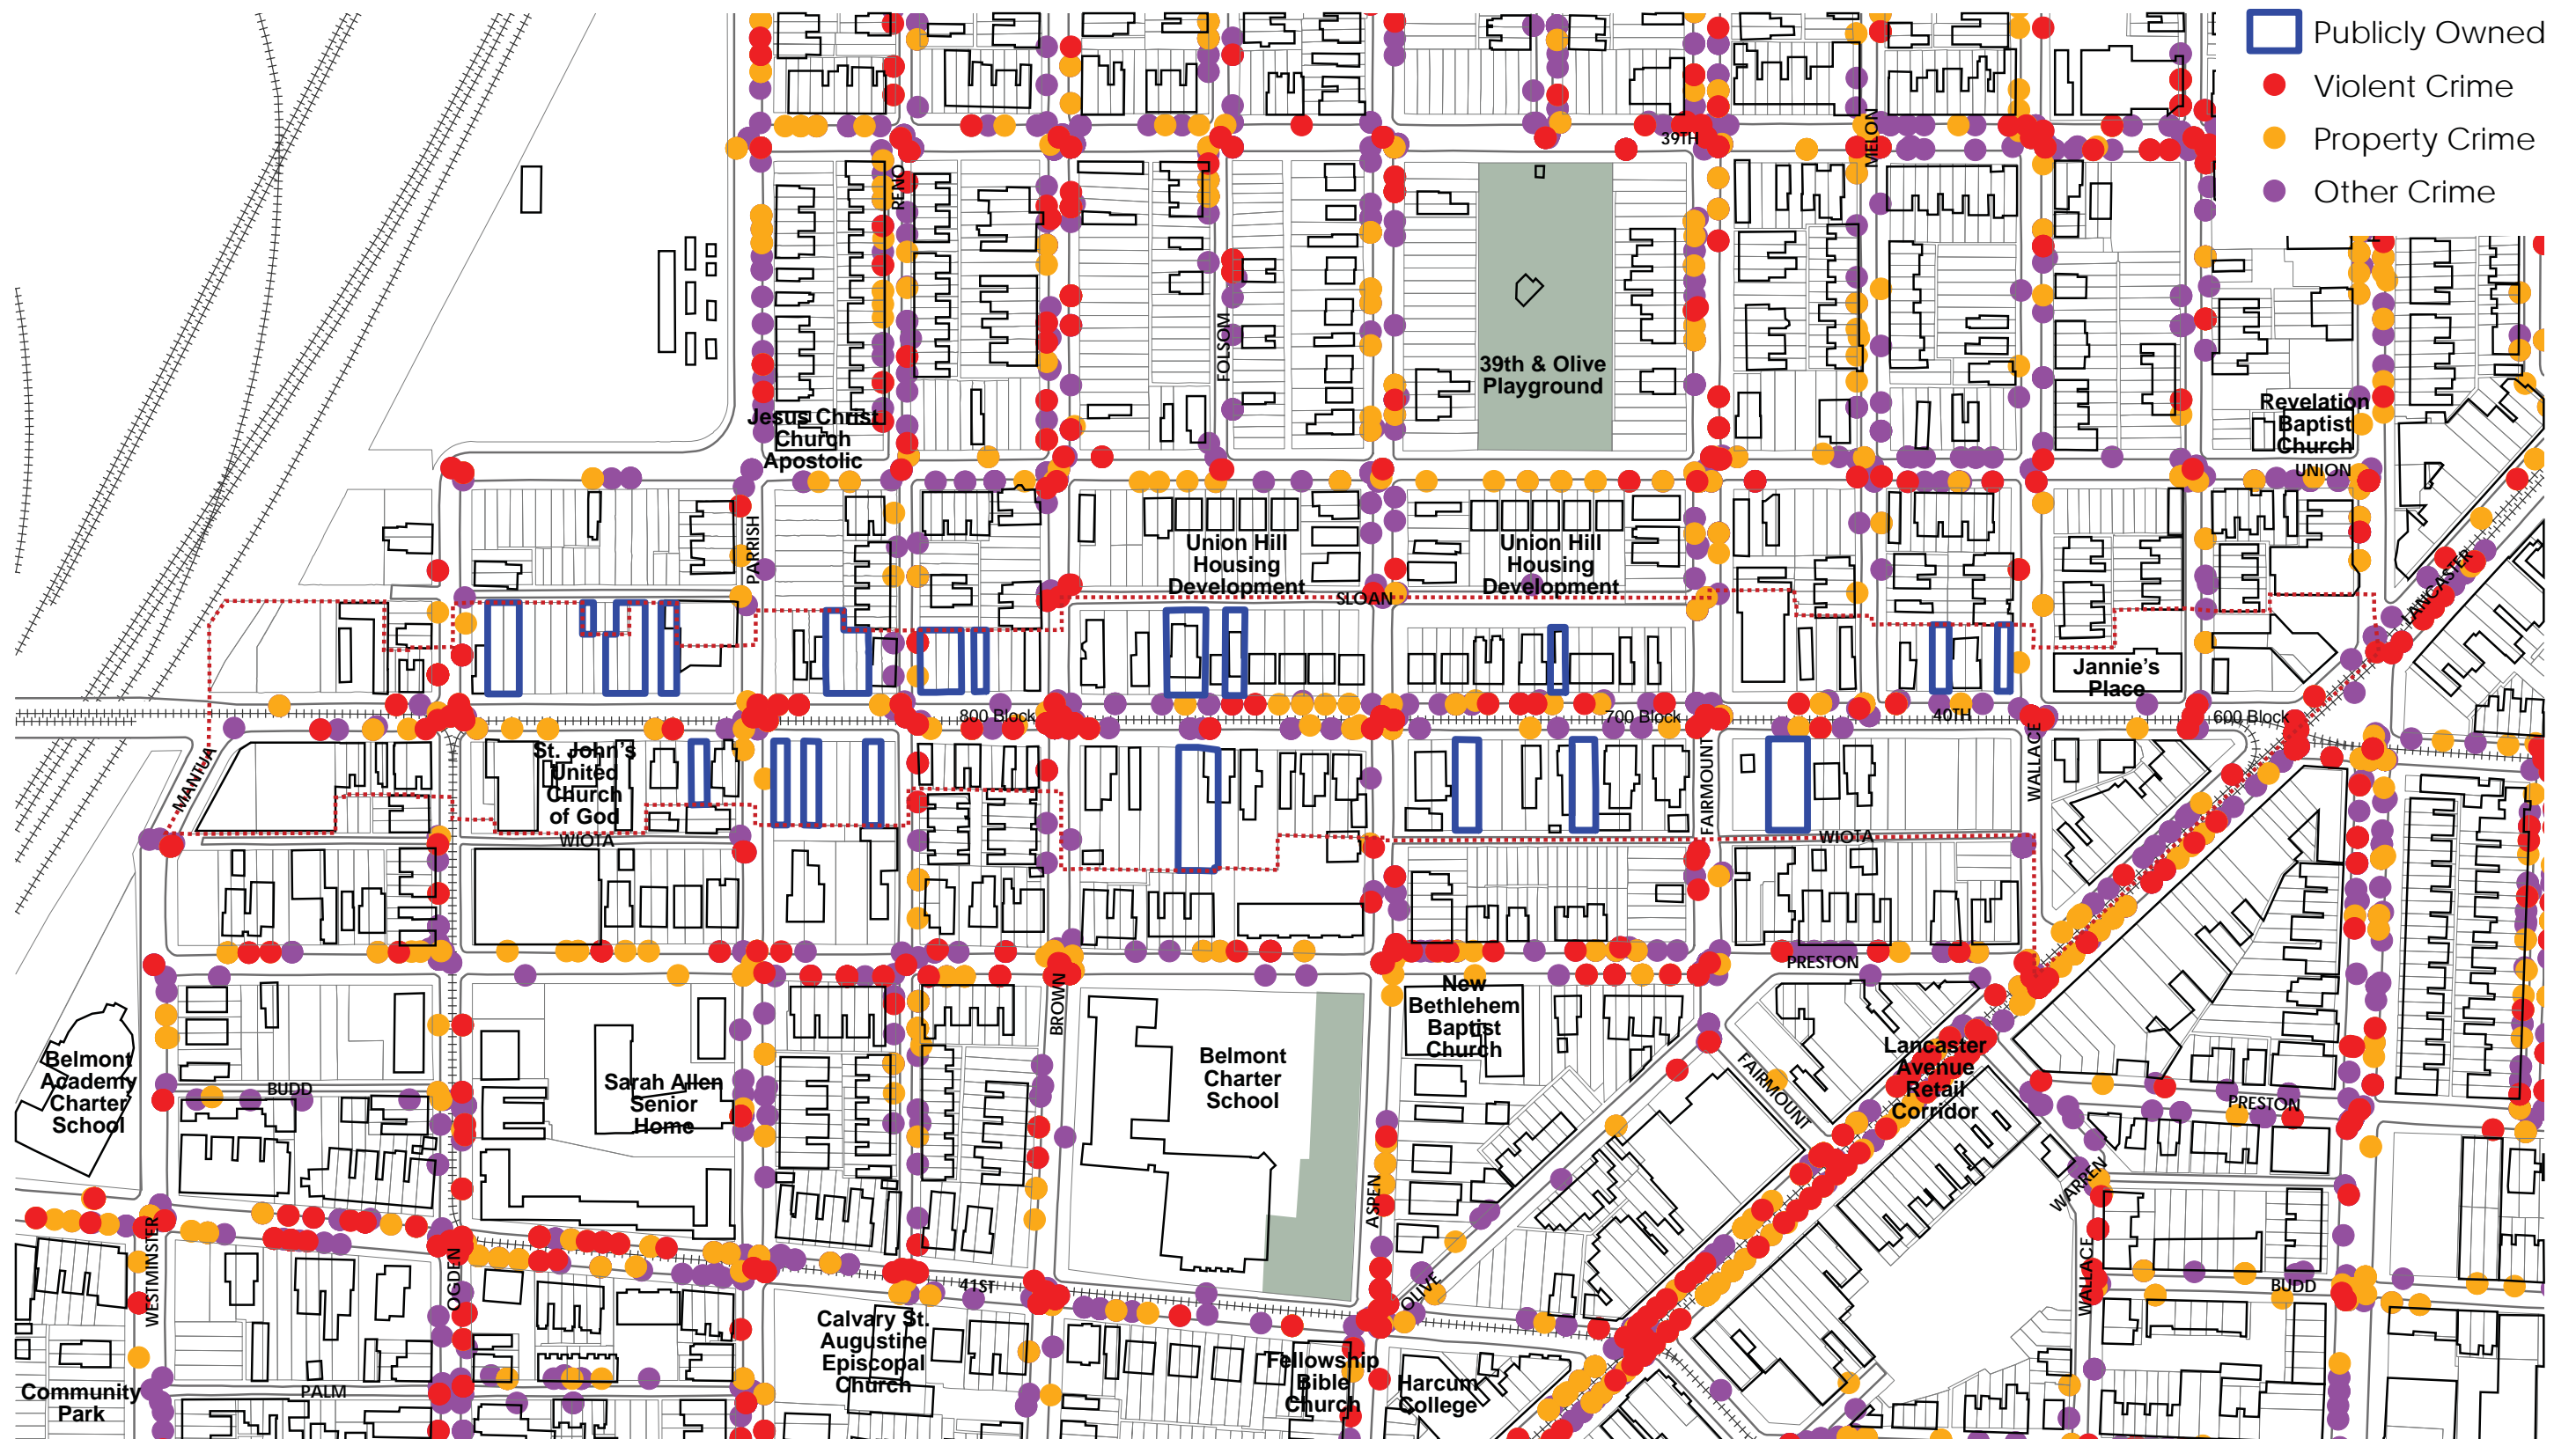 Publicly Owned
Violent Crime
Property Crime
Other Crime
39TH
MELON
RENO
FOLSOM
39th & Olive
Playground
Jesus Christ
Church
Apostolic
Revelation
Baptist
Church
UNION
PARRISH
Union Hill
Housing
Development
Union Hill
Housing
Development
SLOAN
LANCASTER
Jannie's
Place
800 Block
700 Block
40TH
600 Block
MANTUA
St. John's
United
Church
of God
FAIRMOUNT
WALLACE
WIOTA
WIOTA
PRESTON
BROWN
New
Bethlehem
Baptist
Church
Belmont
Academy
Charter
School
BUDD
Sarah Allen
Senior
Home
Belmont
Charter
School
FAIRMOUNT
Lancaster
Avenue
Retail
Corridor
PRESTON
WARREN
ASPEN
WESTMINSTER
OGDEN
41ST
OLIVE
WALLACE
BUDD
Calvary St.
Augustine
Episcopal
Church
Fellowship
Bible
Church
Harcum
College
Community
Park
PALM